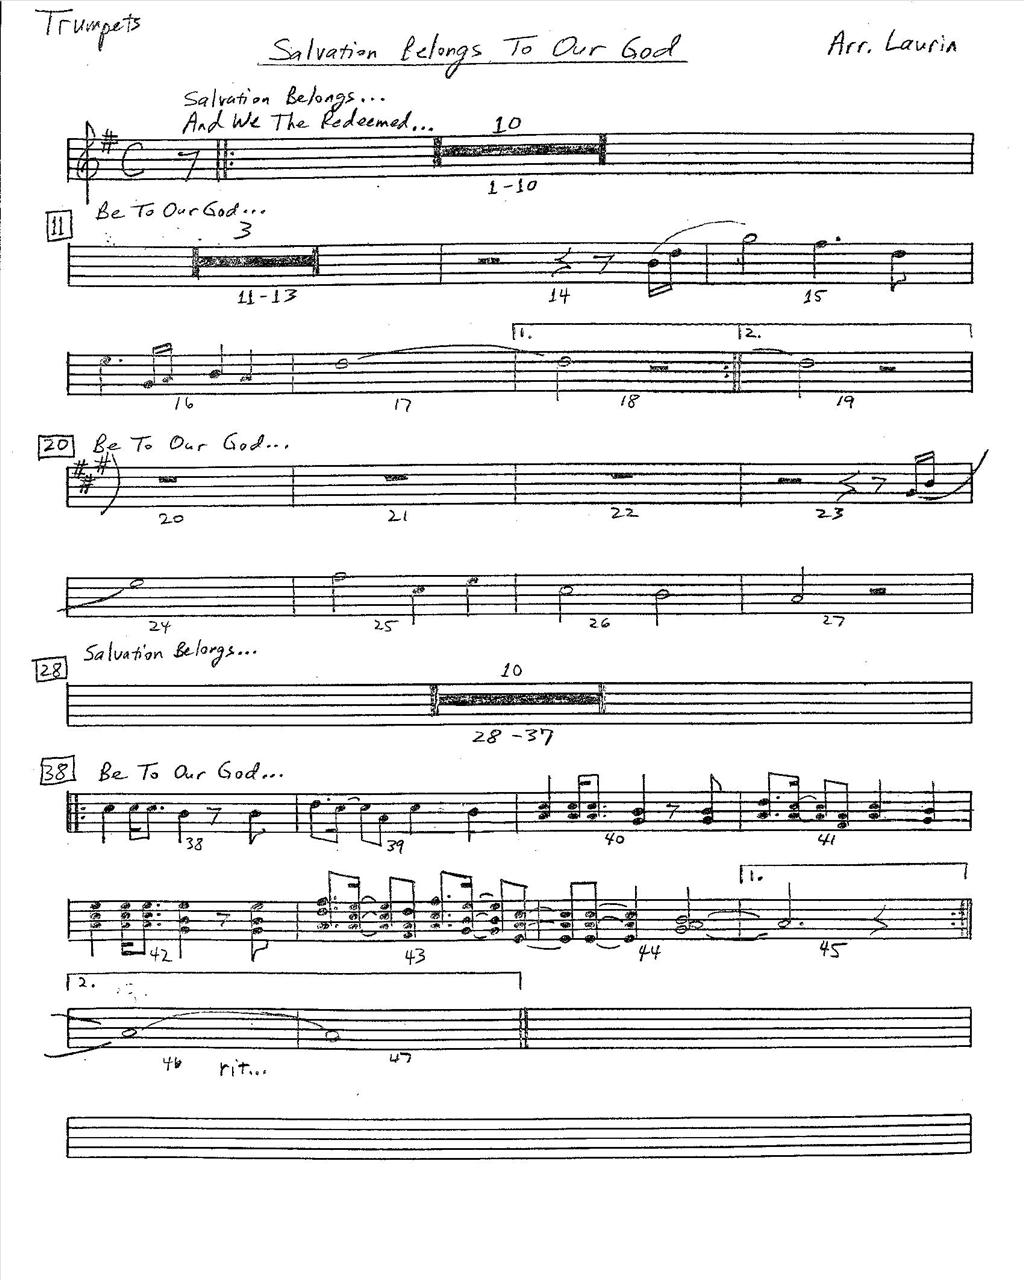 Trumpets
Salvation Belongs To Our God
Arr. Laurin
Salvation Belongs...
And We The Redeemed...
10
1-10
11 Be To Our God...
3
11-13 14 15
1. 2.
16 17 18 19
20 Be To Our God...
20 21 22 23
24 25 26 27
28 Salvation Belongs...
10
28-37
38 Be To Our God...
38 39 40 41
1.
42 43 44 45
2.
46 rit... 47